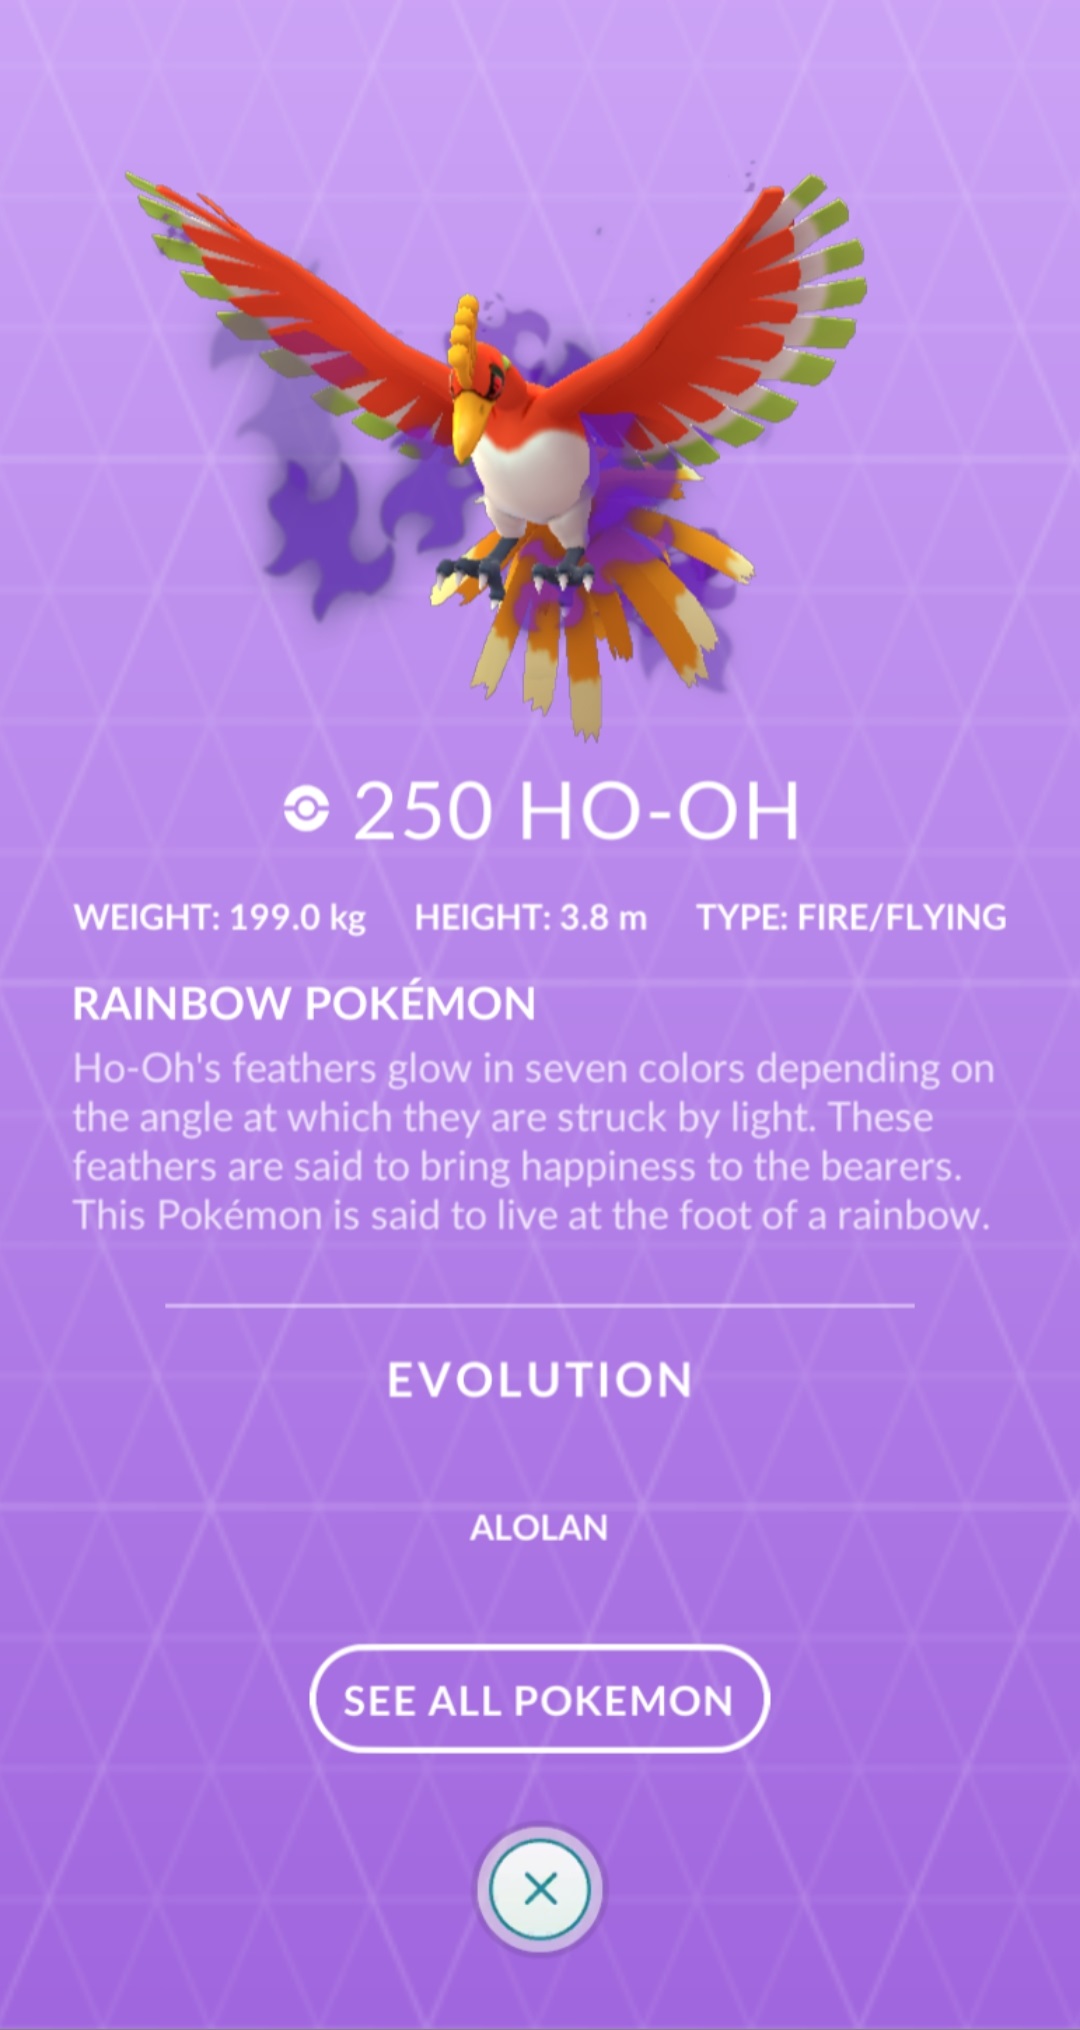 250 HO-OH
WEIGHT: 199.0 kg HEIGHT: 3.8 m TYPE: FIRE/FLYING
RAINBOW POKÉMON
Ho-Oh's feathers glow in seven colors depending on
the angle at which they are struck by light. These
feathers are said to bring happiness to the bearers.
This Pokémon is said to live at the foot of a rainbow.
EVOLUTION
ALOLAN
SEE ALL POKEMON